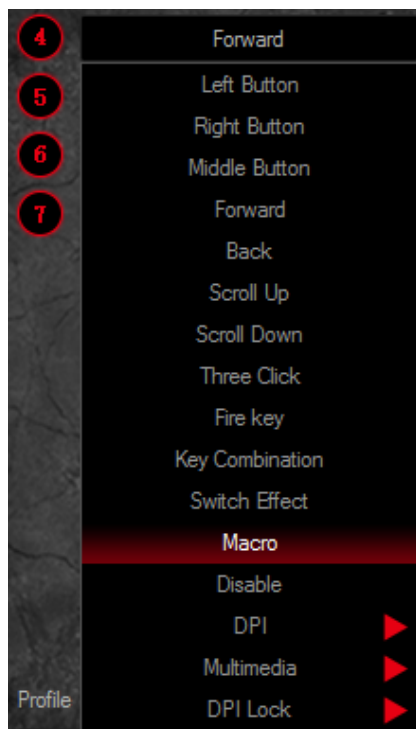 4
Forward
5
Left Button
Right Button
6
Middle Button
7
Forward
Back
Scroll Up
Scroll Down
Three Click
Fire key
Key Combination
Switch Effect
Macro
Disable
DPI
Multimedia
Profile
DPI Lock